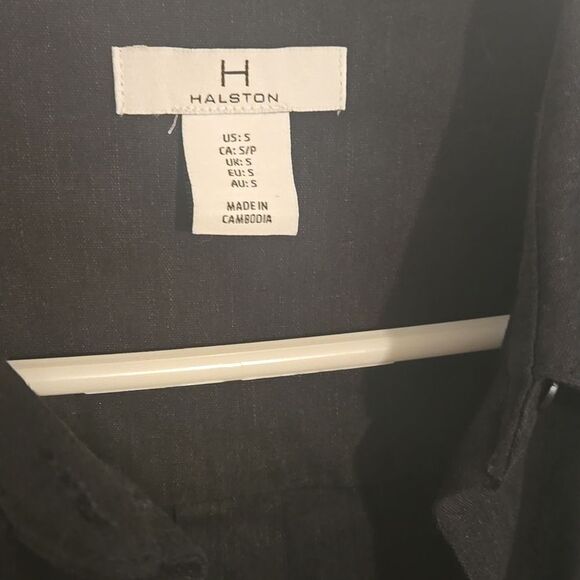 H
HALSTON
US: S
CA: S/P
UK: S
EU: S
AU: S
MADE IN
CAMBODIA